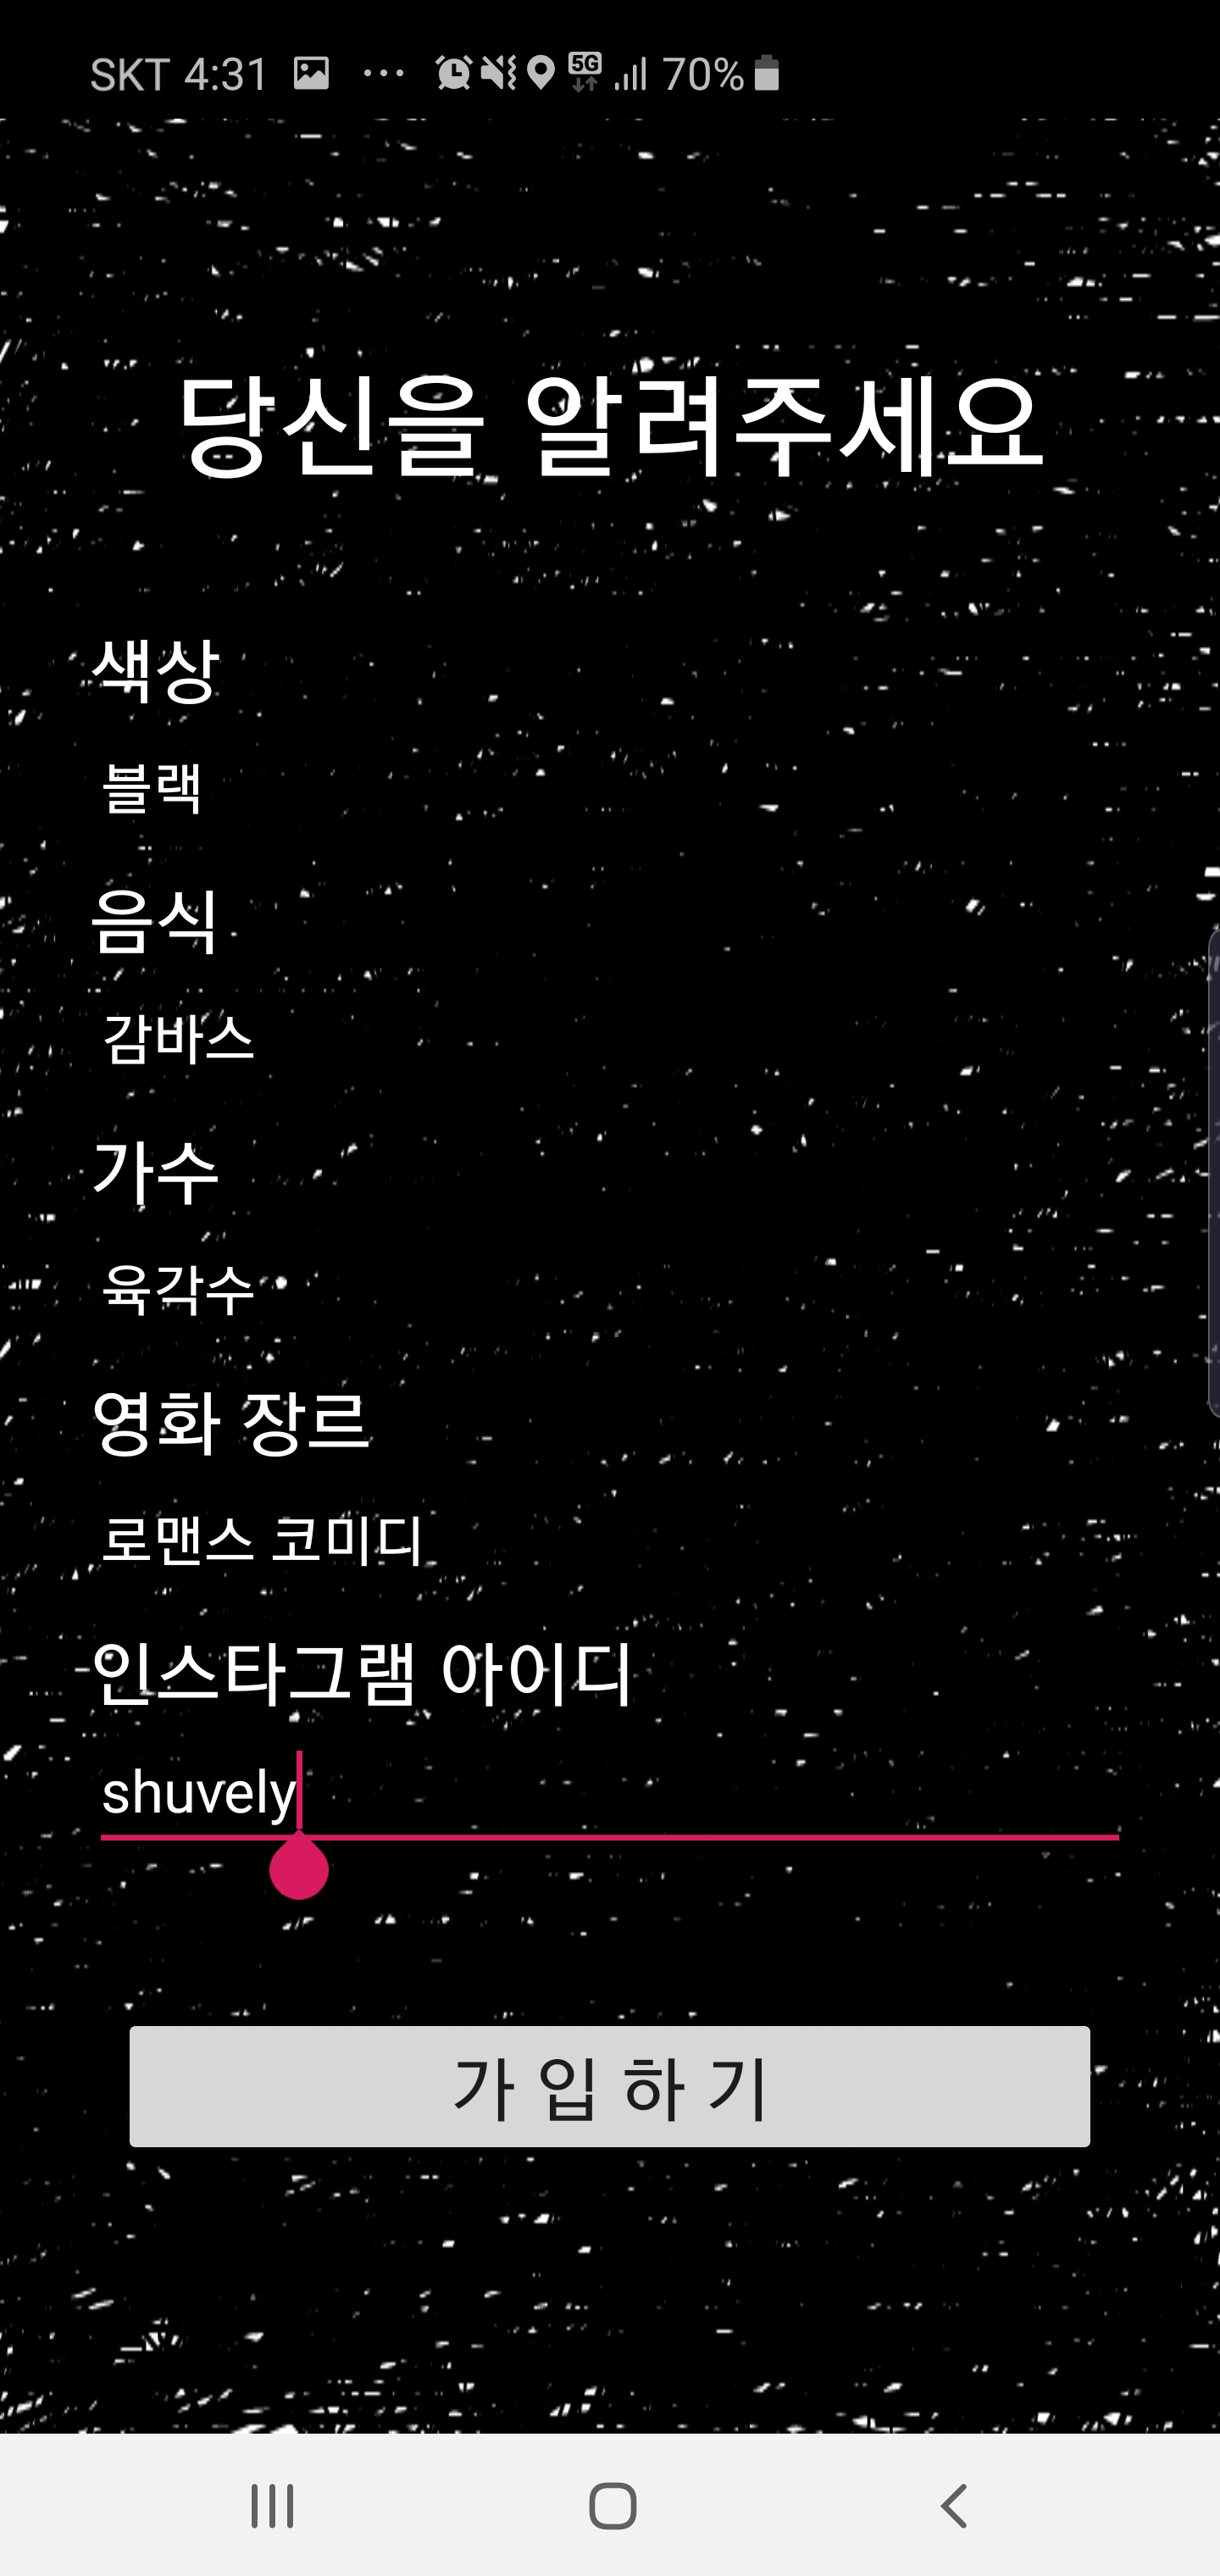 SKT 4:31 5G 70%
당신을 알려주세요
색상
블랙
음식
감바스
가수
육각수
영화 장르
로맨스 코미디
인스타그램 아이디
shuvely
가입하기